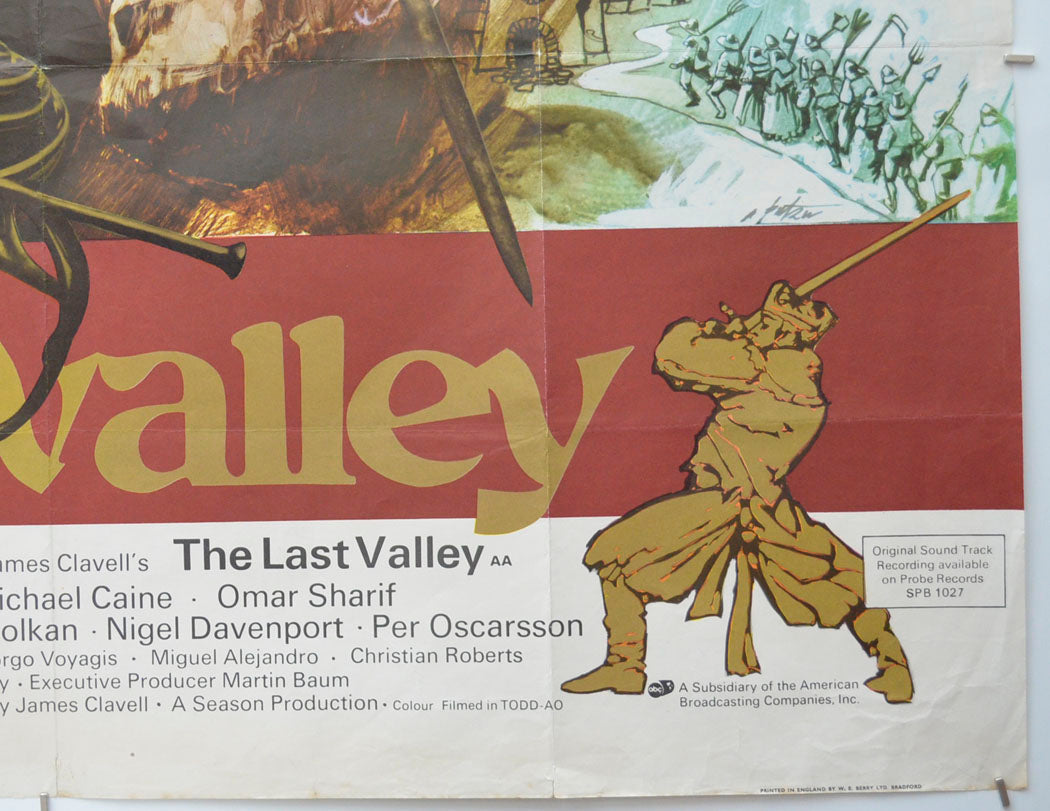 valley
ames Clavell's The Last Valley AA
ichael Caine · Omar Sharif
olkan · Nigel Davenport · Per Oscarsson
rgo Voyagis · Miguel Alejandro · Christian Roberts
y · Executive Producer Martin Baum
y James Clavell · A Season Production · Colour Filmed in TODD-AO
Original Sound Track
Recording available
on Probe Records
SPB 1027
abc A Subsidiary of the American
Broadcasting Companies, Inc.
PRINTED IN ENGLAND BY W. E. BERRY LTD. BRADFORD